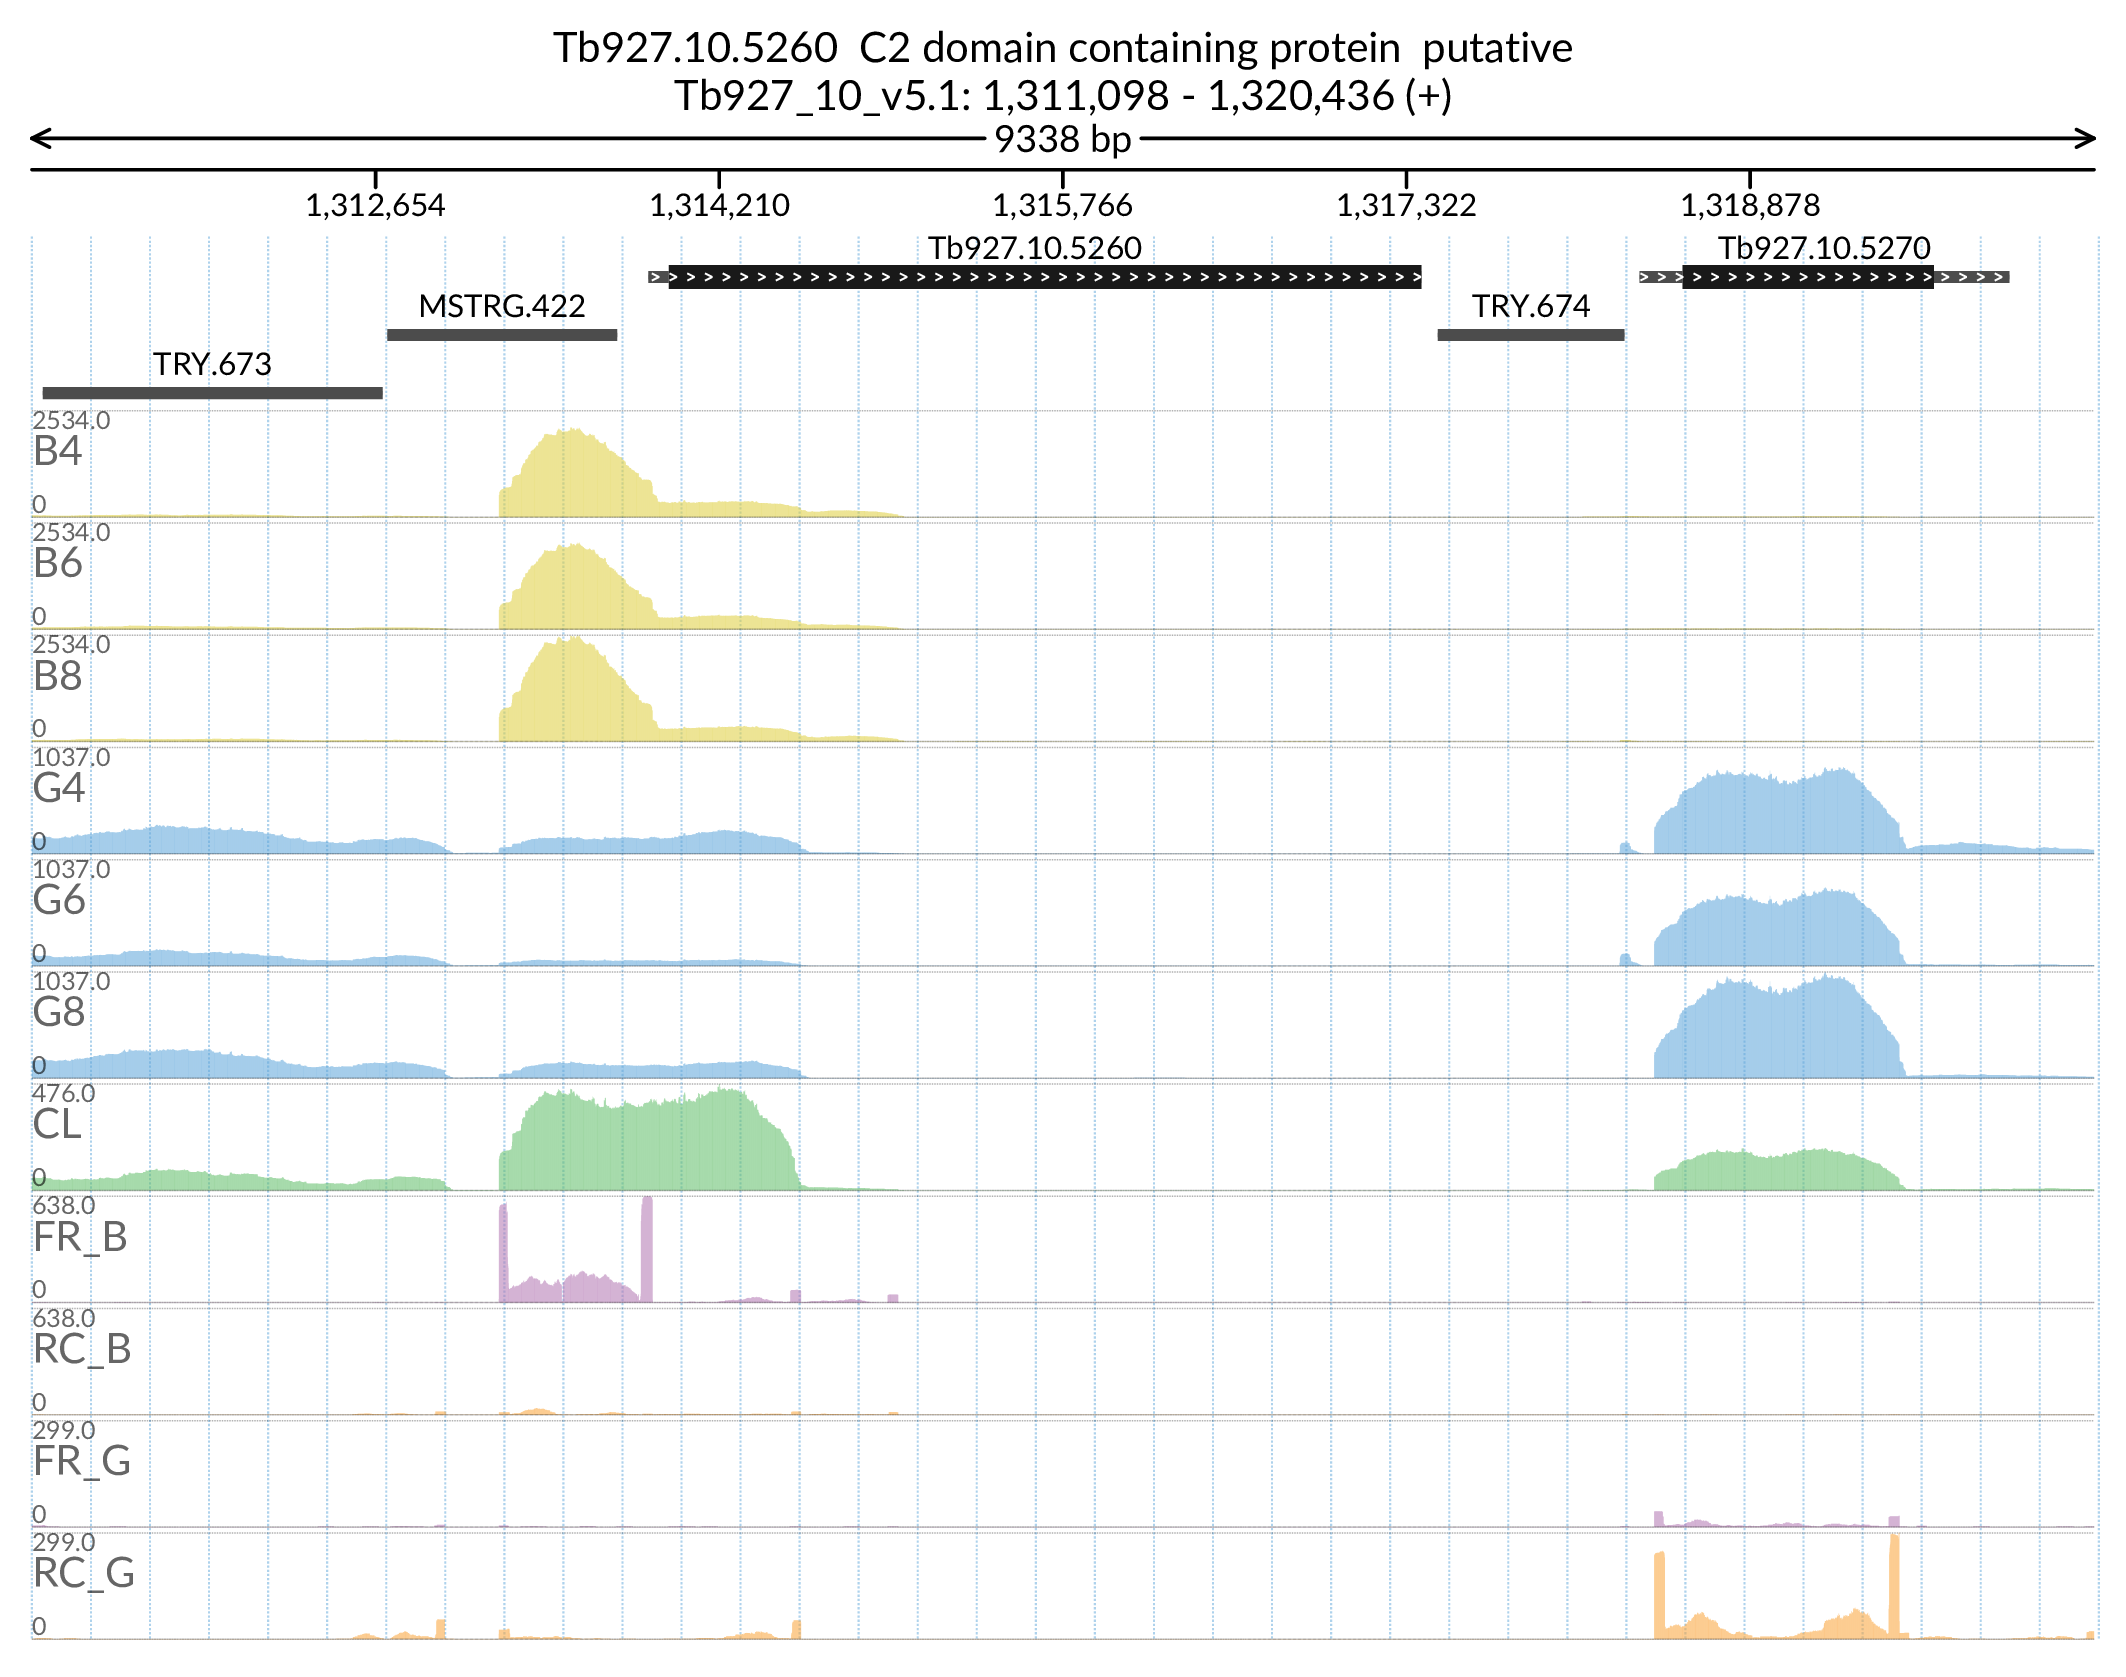 Tb927.10.5260  C2 domain containing protein  putative
Tb927_10_v5.1: 1,311,098 - 1,320,436 (+)
9338 bp
1,312,654 1,314,210 1,315,766 1,317,322 1,318,878
Tb927.10.5260 Tb927.10.5270
MSTRG.422 TRY.674
TRY.673
2534.0
B4
0
2534.0
B6
0
2534.0
B8
0
1037.0
G4
0
1037.0
G6
0
1037.0
G8
0
476.0
CL
0
638.0
FR_B
0
638.0
RC_B
0
299.0
FR_G
0
299.0
RC_G
0